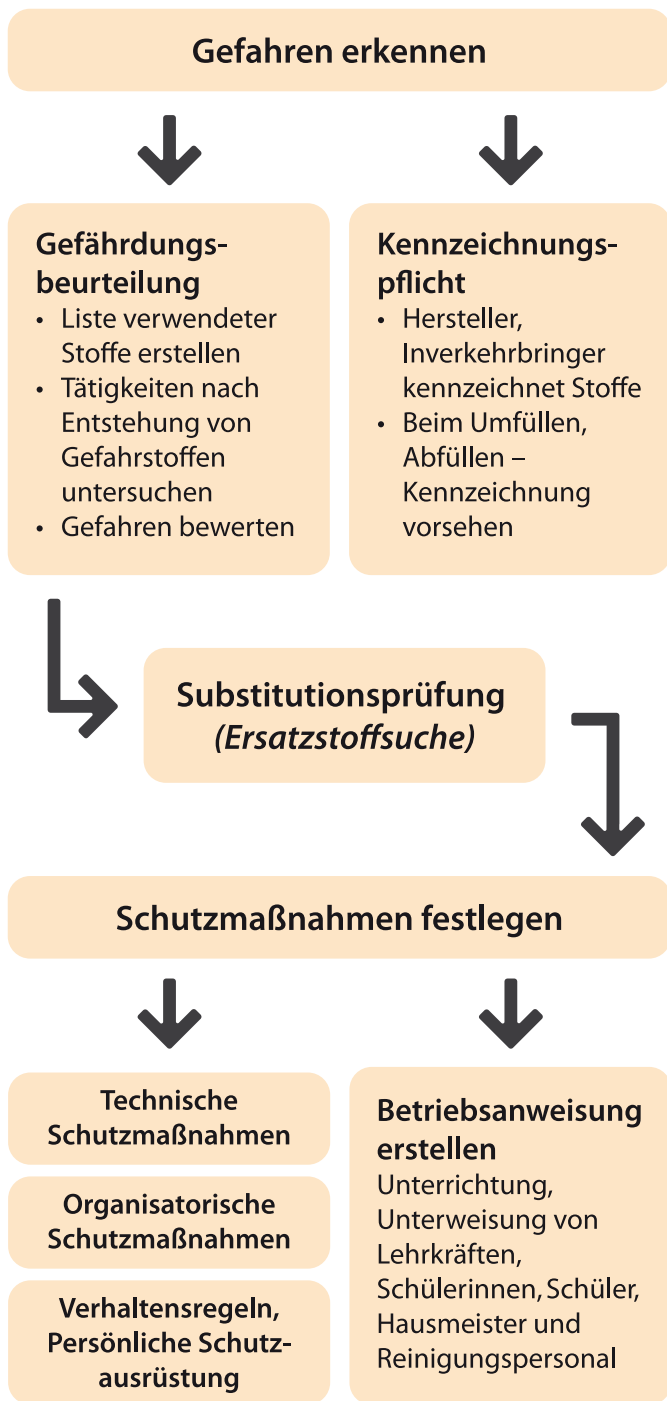 Gefahren erkennen
Gefährdungs-
beurteilung
• Liste verwendeter
Stoffe erstellen
• Tätigkeiten nach
Entstehung von
Gefahrstoffen
untersuchen
• Gefahren bewerten
Kennzeichnungs-
pflicht
• Hersteller,
Inverkehrbringer
kennzeichnet Stoffe
• Beim Umfüllen,
Abfüllen –
Kennzeichnung
vorsehen
Substitutionsprüfung
(Ersatzstoffsuche)
Schutzmaßnahmen festlegen
Technische
Schutzmaßnahmen
Organisatorische
Schutzmaßnahmen
Verhaltensregeln,
Persönliche Schutz-
ausrüstung
Betriebsanweisung
erstellen
Unterrichtung,
Unterweisung von
Lehrkräften,
Schülerinnen, Schüler,
Hausmeister und
Reinigungspersonal